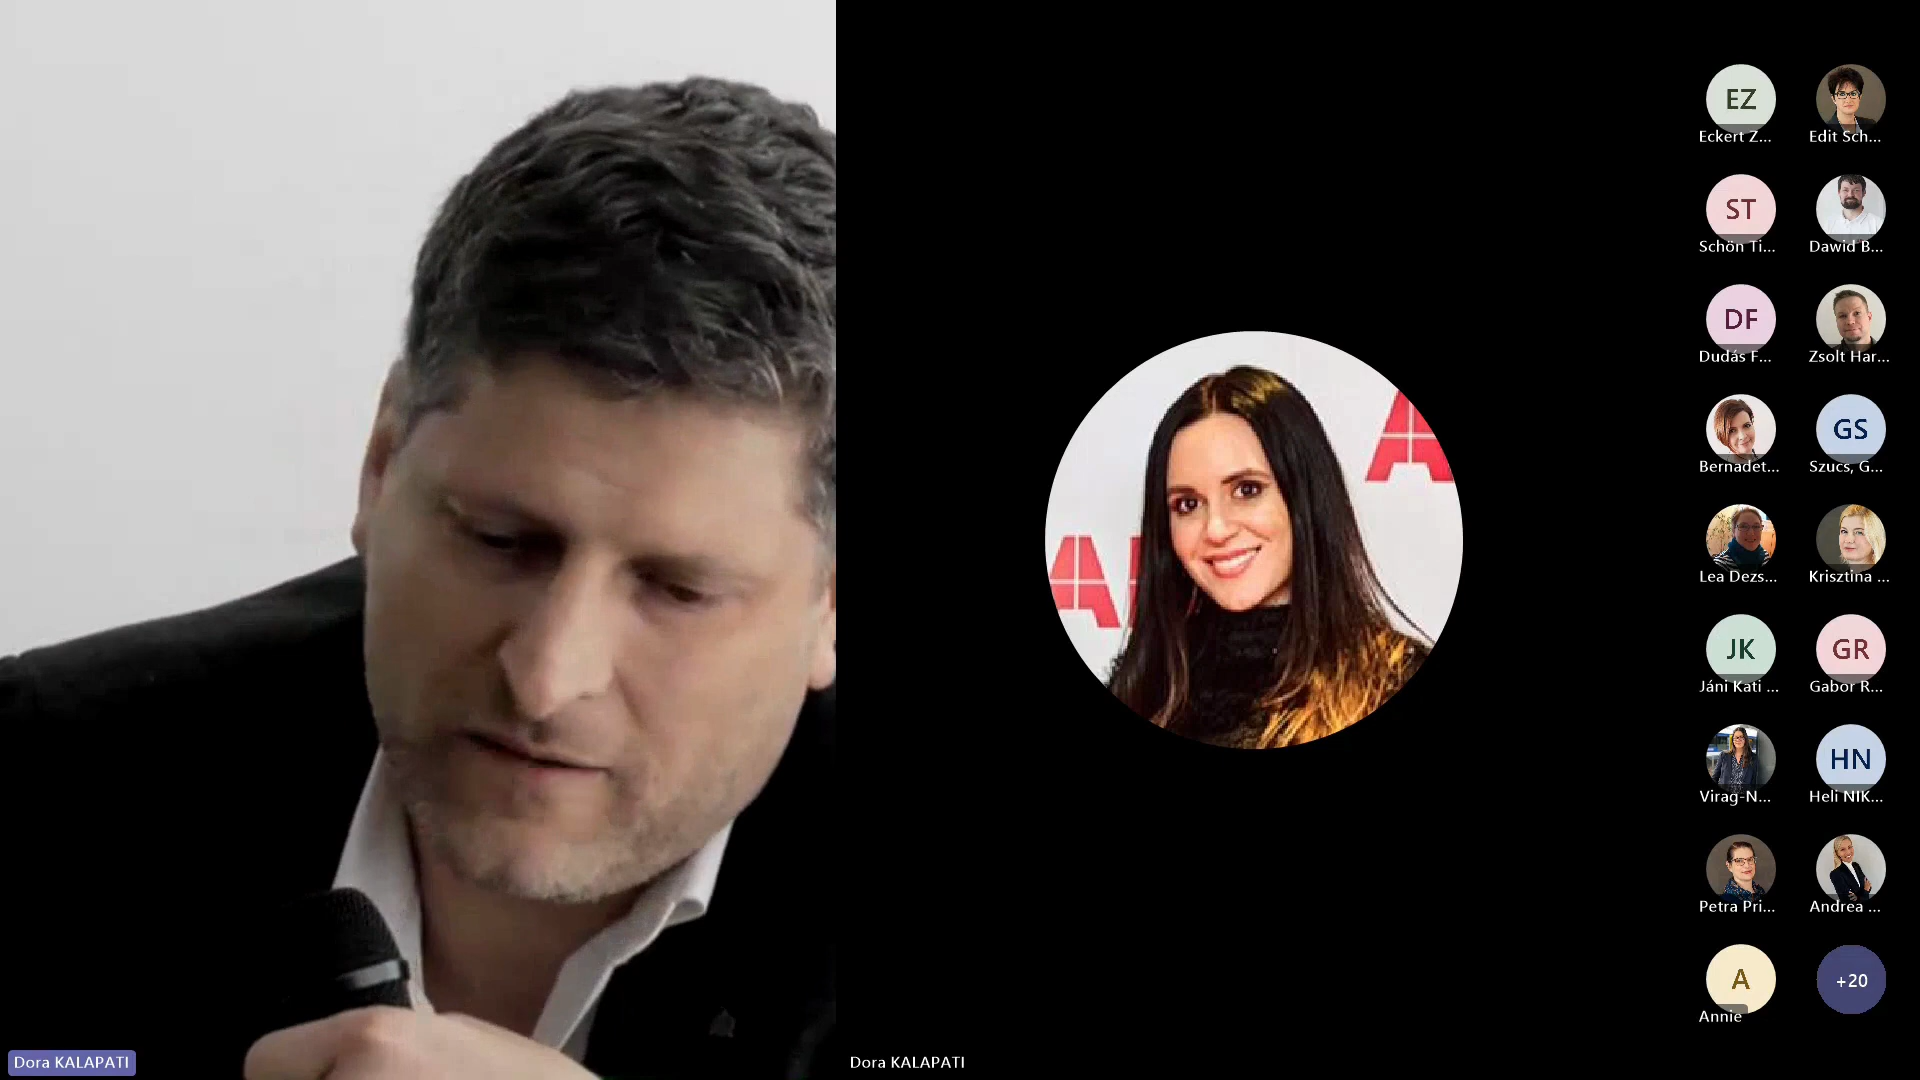 EZ
Eckert Z...
Edit Sch...
ST
Schön Ti...
Dawid B...
DF
Dudás F...
Zsolt Har...
Bernadet...
GS
Szucs, G...
Lea Dezs...
Krisztina ...
JK
Jáni Kati ...
GR
Gabor R...
Virag-N...
HN
Heli NIK...
Petra Pri...
Andrea ...
A
Annie
+20
Dora KALAPATI
Dora KALAPATI